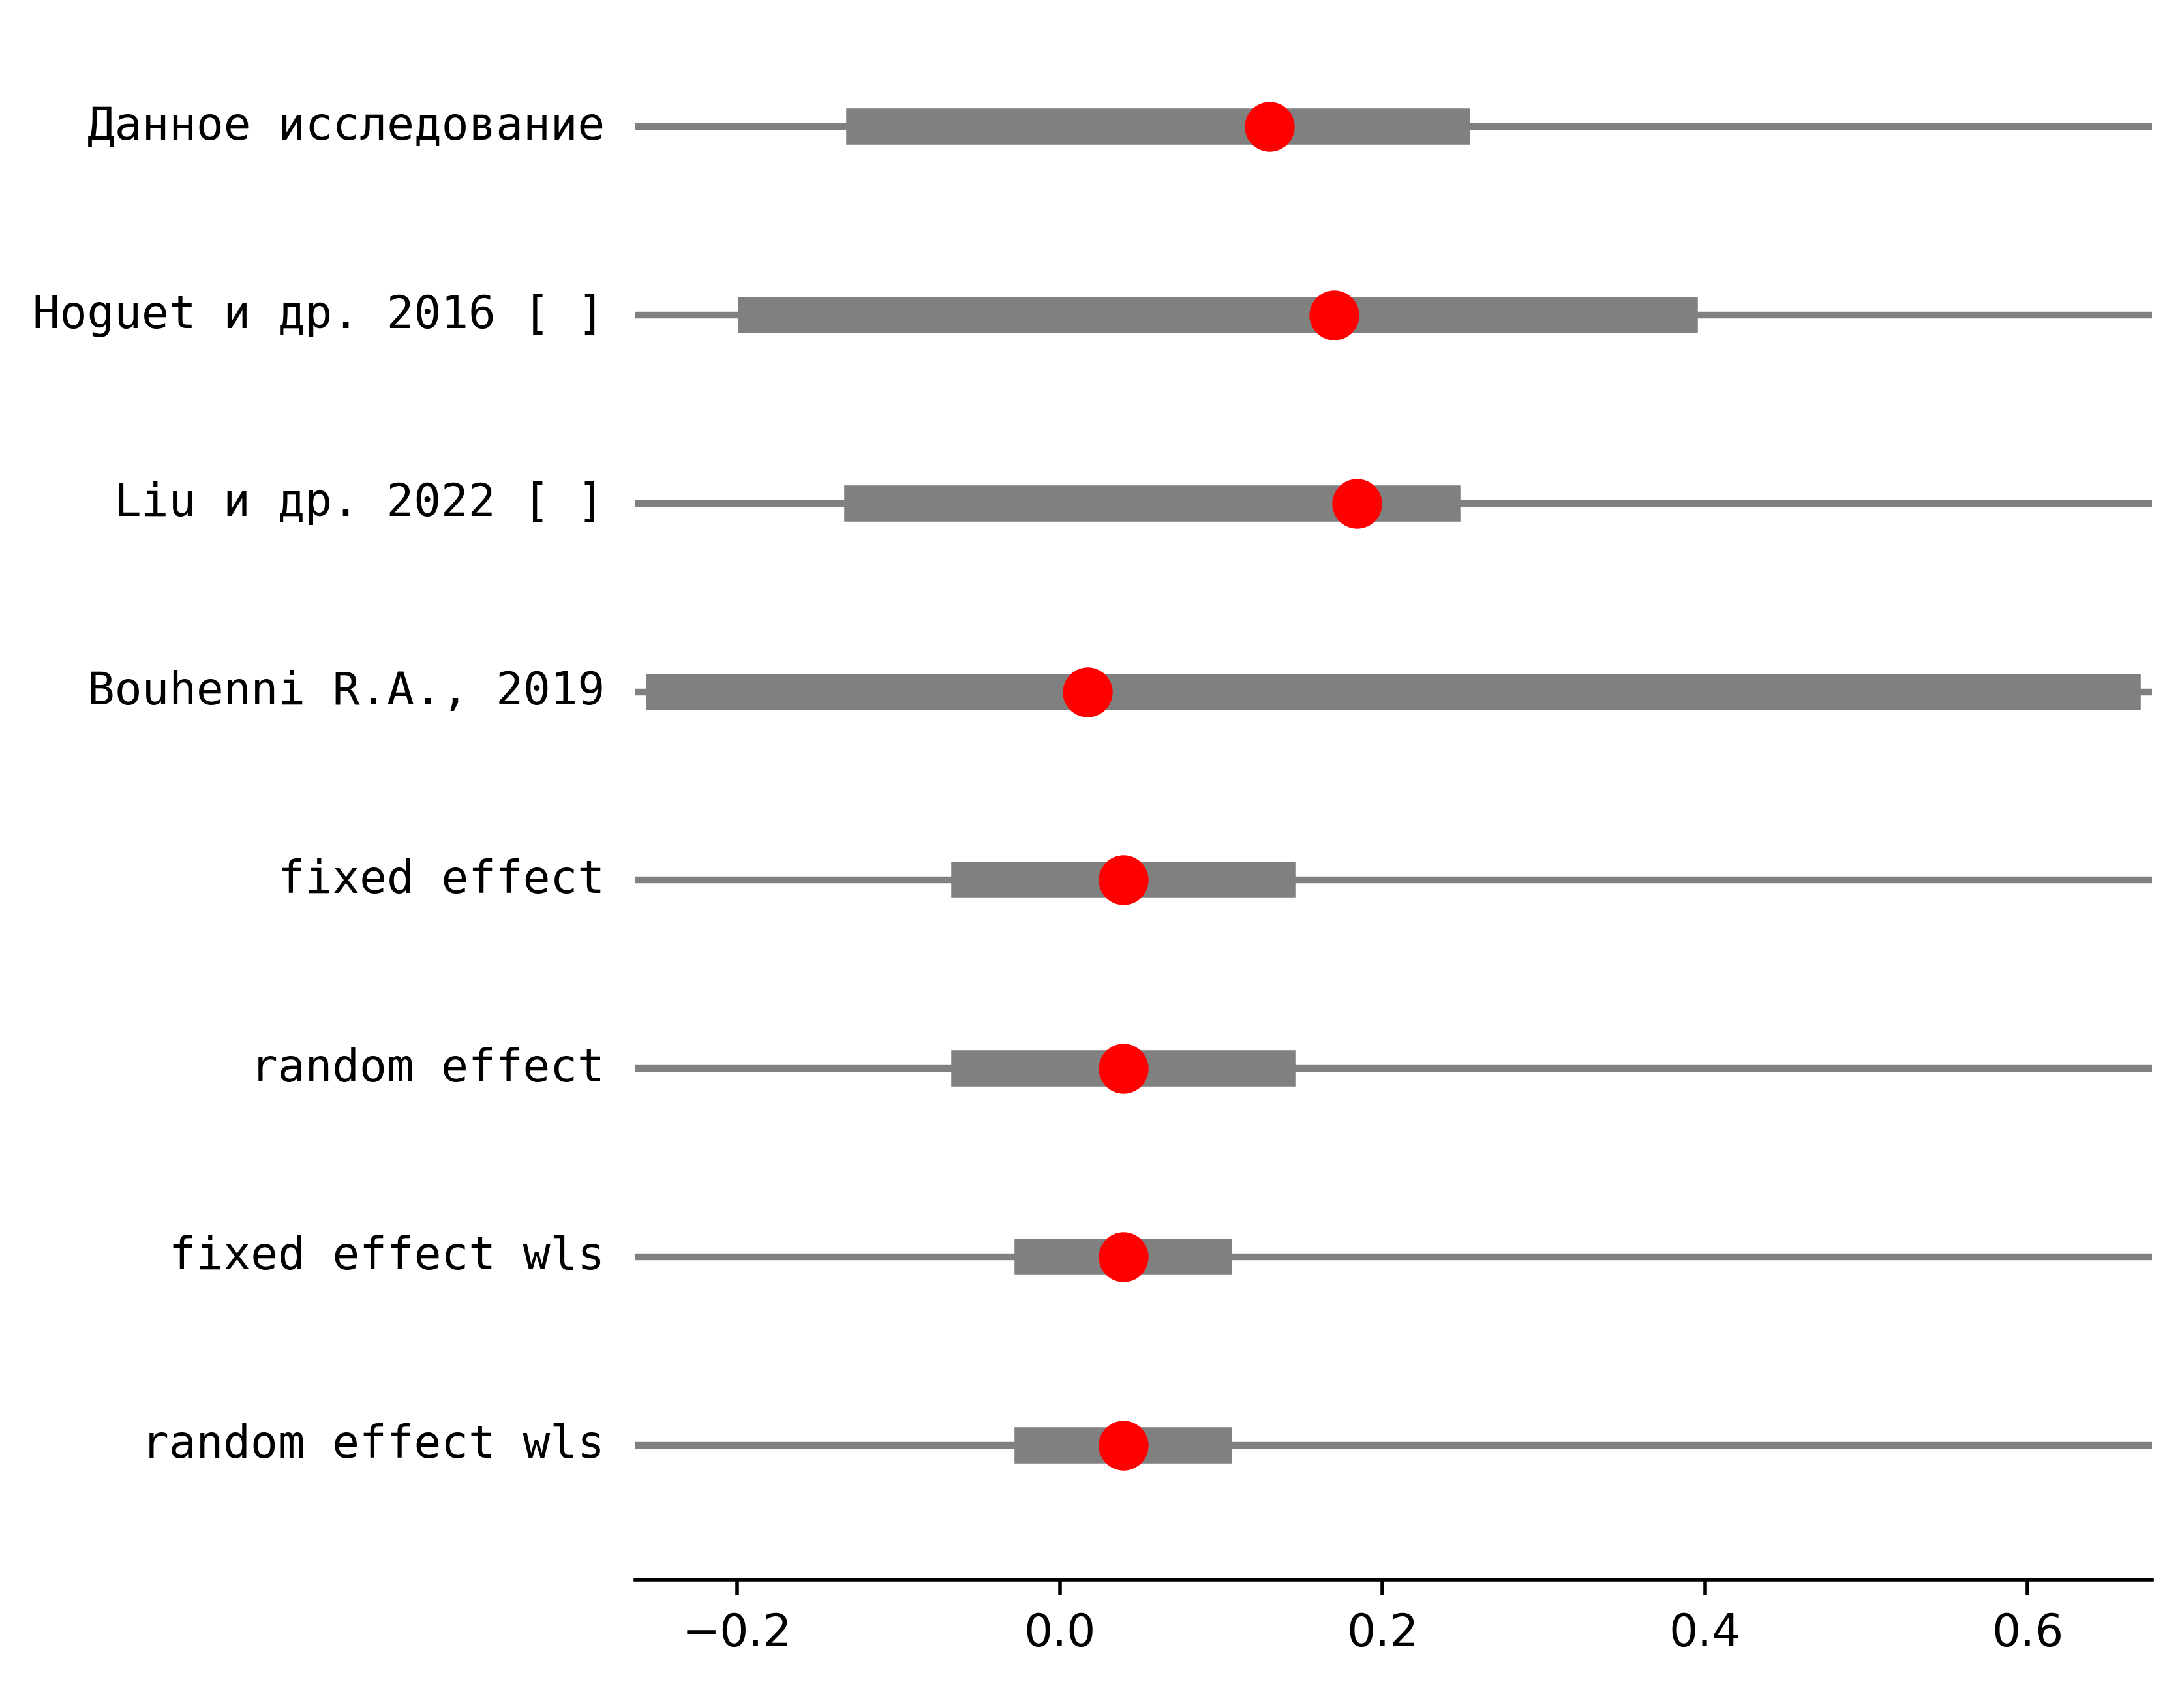 Данное исследование
Hoguet и др. 2016 [ ]
Liu и др. 2022 [ ]
Bouhenni R.A., 2019
fixed effect
random effect
fixed effect wls
random effect wls
−0.2 0.0 0.2 0.4 0.6